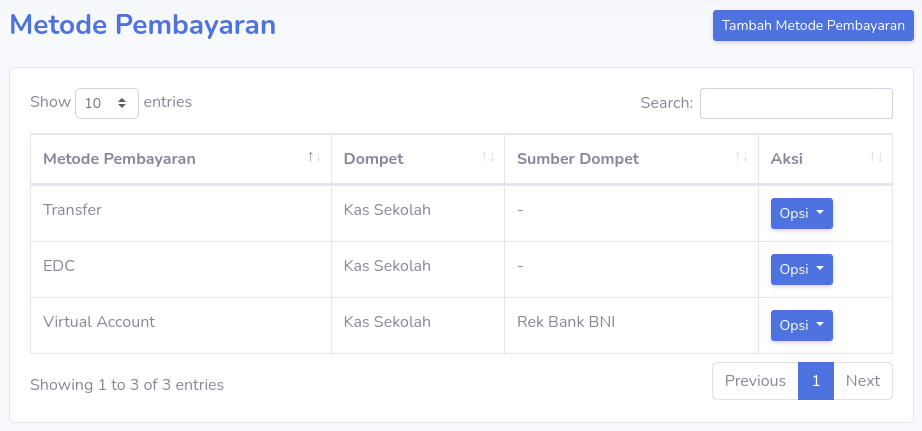 Metode Pembayaran
Tambah Metode Pembayaran
Show 10 entries
Search:
Metode Pembayaran Dompet Sumber Dompet Aksi
Transfer Kas Sekolah - Opsi
EDC Kas Sekolah - Opsi
Virtual Account Kas Sekolah Rek Bank BNI Opsi
Showing 1 to 3 of 3 entries
Previous 1 Next